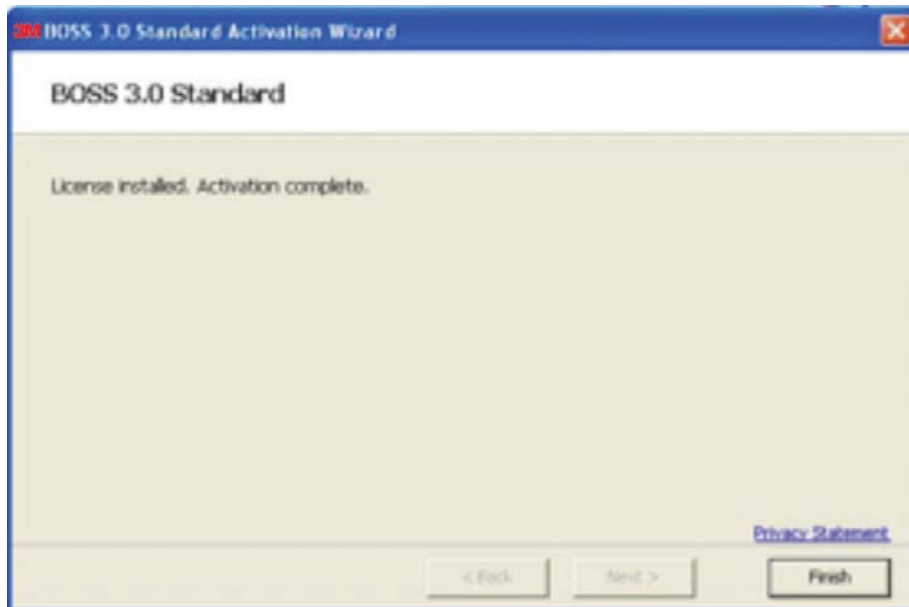 3M BOSS 3.0 Standard Activation Wizard
BOSS 3.0 Standard
License installed. Activation complete.
Privacy Statement
< Back Next > Finish